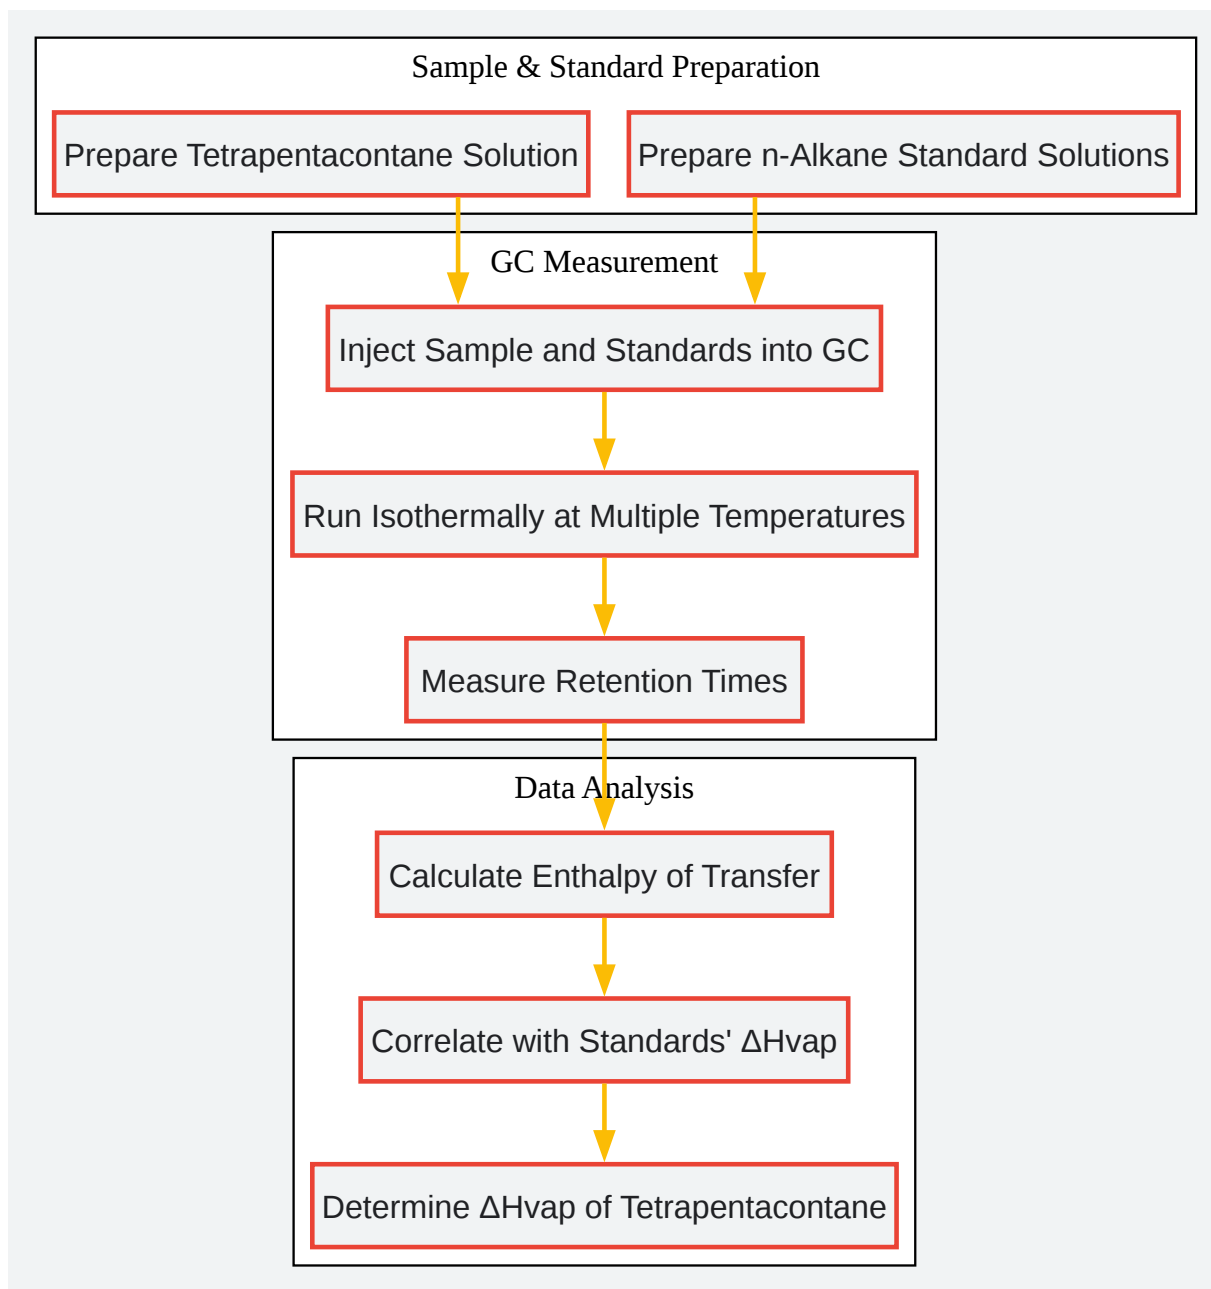 Sample & Standard Preparation
Prepare Tetrapentacontane Solution
Prepare n-Alkane Standard Solutions
GC Measurement
Inject Sample and Standards into GC
Run Isothermally at Multiple Temperatures
Measure Retention Times
Data Analysis
Calculate Enthalpy of Transfer
Correlate with Standards' ΔHvap
Determine ΔHvap of Tetrapentacontane